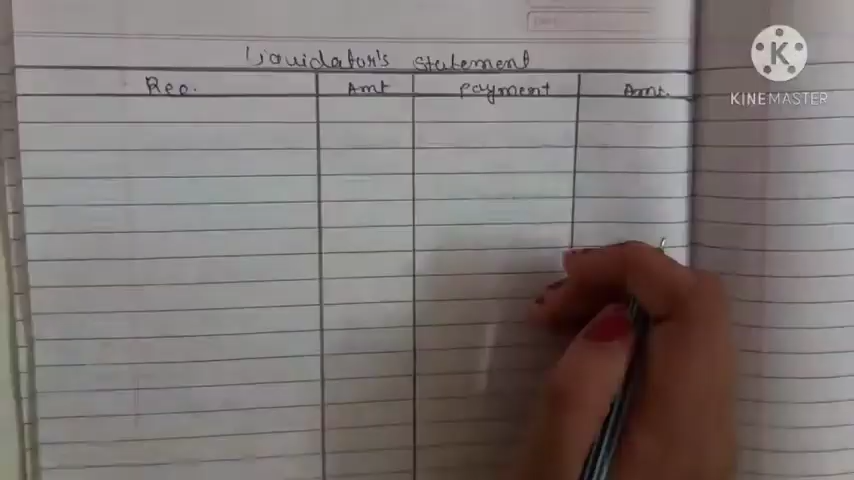 Liquidator's Statement
Rec. Amt Payment Amt.
K
KINEMASTER